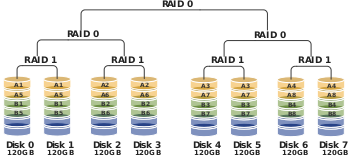 RAID 0
RAID 0 RAID 0
RAID 1 RAID 1 RAID 1 RAID 1
A1 A1 A2 A2 A3 A3 A4 A4
A5 A5 A6 A6 A7 A7 A8 A8
B1 B1 B2 B2 B3 B3 B4 B4
B5 B5 B6 B6 B7 B7 B8 B8
Disk 0 Disk 1 Disk 2 Disk 3 Disk 4 Disk 5 Disk 6 Disk 7
120GB 120GB 120GB 120GB 120GB 120GB 120GB 120GB